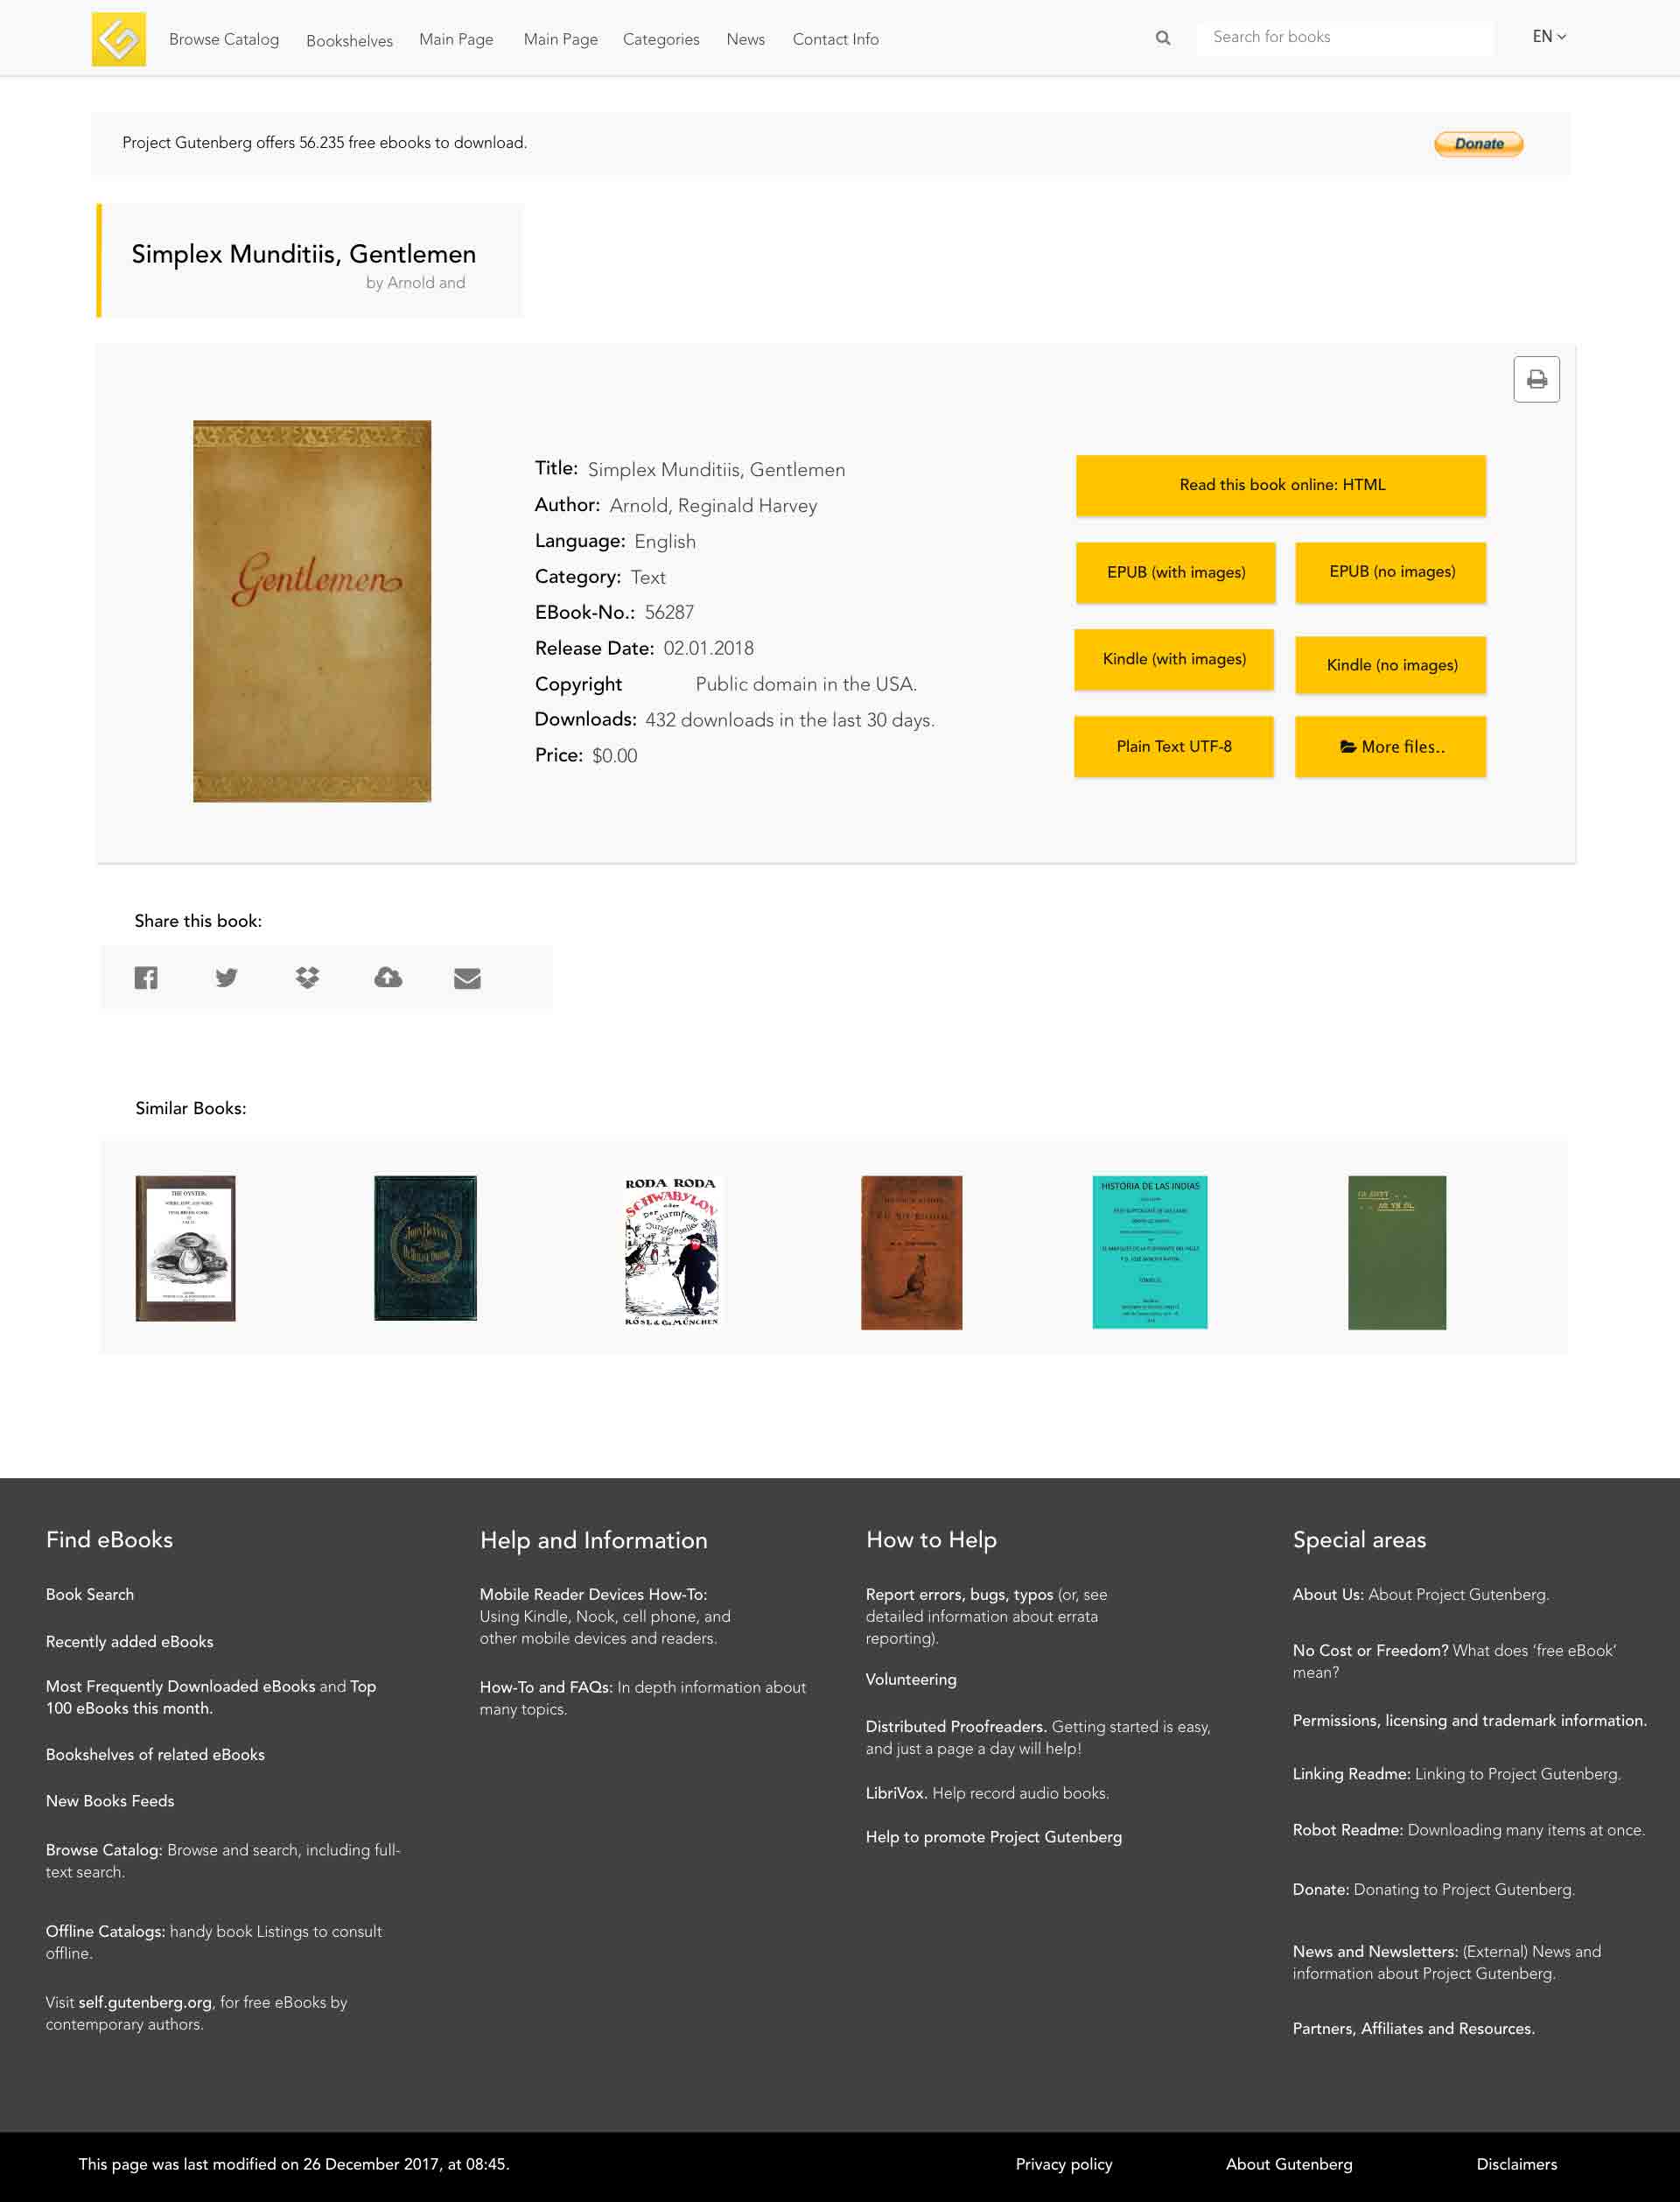 Browse Catalog Bookshelves Main Page Main Page Categories News Contact Info Search for books EN
Project Gutenberg offers 56.235 free ebooks to download.
Donate
Simplex Munditiis, Gentlemen
by Arnold and
Gentlemen
Title: Simplex Munditiis, Gentlemen
Author: Arnold, Reginald Harvey
Language: English
Category: Text
EBook-No.: 56287
Release Date: 02.01.2018
Copyright Public domain in the USA.
Downloads: 432 downloads in the last 30 days.
Price: $0.00
Read this book online: HTML
EPUB (with images) EPUB (no images)
Kindle (with images) Kindle (no images)
Plain Text UTF-8 More files..
Share this book:
Similar Books:
THE OYSTER;
RODA RODA
SCHWABYLON
oder
Der sturmfreie
Junggeselle
RÖSL & Cie MÜNCHEN
HISTORIA DE LAS INDIAS
Find eBooks
Book Search
Recently added eBooks
Most Frequently Downloaded eBooks and Top
100 eBooks this month.
Bookshelves of related eBooks
New Books Feeds
Browse Catalog: Browse and search, including full-
text search.
Offline Catalogs: handy book Listings to consult
offline.
Visit self.gutenberg.org, for free eBooks by
contemporary authors.
Help and Information
Mobile Reader Devices How-To:
Using Kindle, Nook, cell phone, and
other mobile devices and readers.
How-To and FAQs: In depth information about
many topics.
How to Help
Report errors, bugs, typos (or, see
detailed information about errata
reporting).
Volunteering
Distributed Proofreaders. Getting started is easy,
and just a page a day will help!
LibriVox. Help record audio books.
Help to promote Project Gutenberg
Special areas
About Us: About Project Gutenberg.
No Cost or Freedom? What does ‘free eBook’
mean?
Permissions, licensing and trademark information.
Linking Readme: Linking to Project Gutenberg.
Robot Readme: Downloading many items at once.
Donate: Donating to Project Gutenberg.
News and Newsletters: (External) News and
information about Project Gutenberg.
Partners, Affiliates and Resources.
This page was last modified on 26 December 2017, at 08:45. Privacy policy About Gutenberg Disclaimers